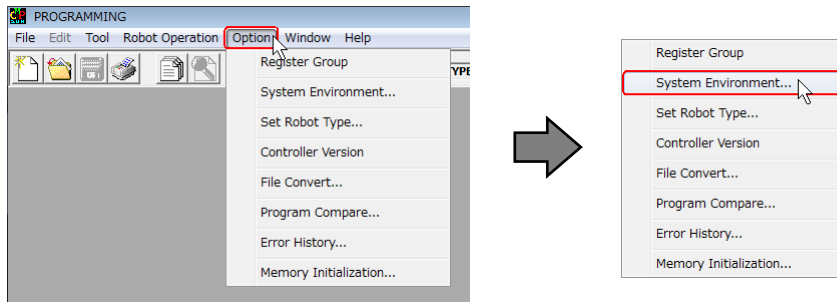 PROGRAMMING
File Edit Tool Robot Operation Option Window Help
YPE
Register Group
System Environment...
Set Robot Type...
Controller Version
File Convert...
Program Compare...
Error History...
Memory Initialization...
Register Group
System Environment...
Set Robot Type...
Controller Version
File Convert...
Program Compare...
Error History...
Memory Initialization...